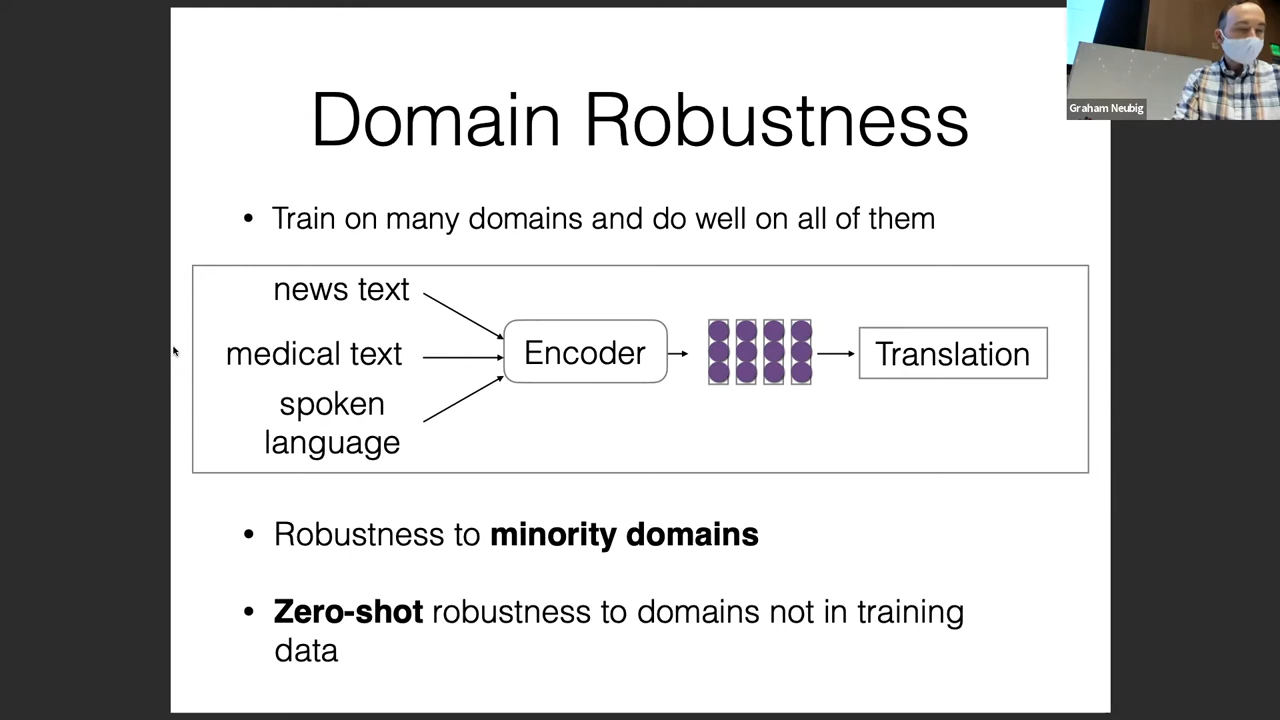 Domain Robustness
Graham Neubig
• Train on many domains and do well on all of them
news text
medical text
spoken
language
Encoder
Translation
• Robustness to minority domains
• Zero-shot robustness to domains not in training
data